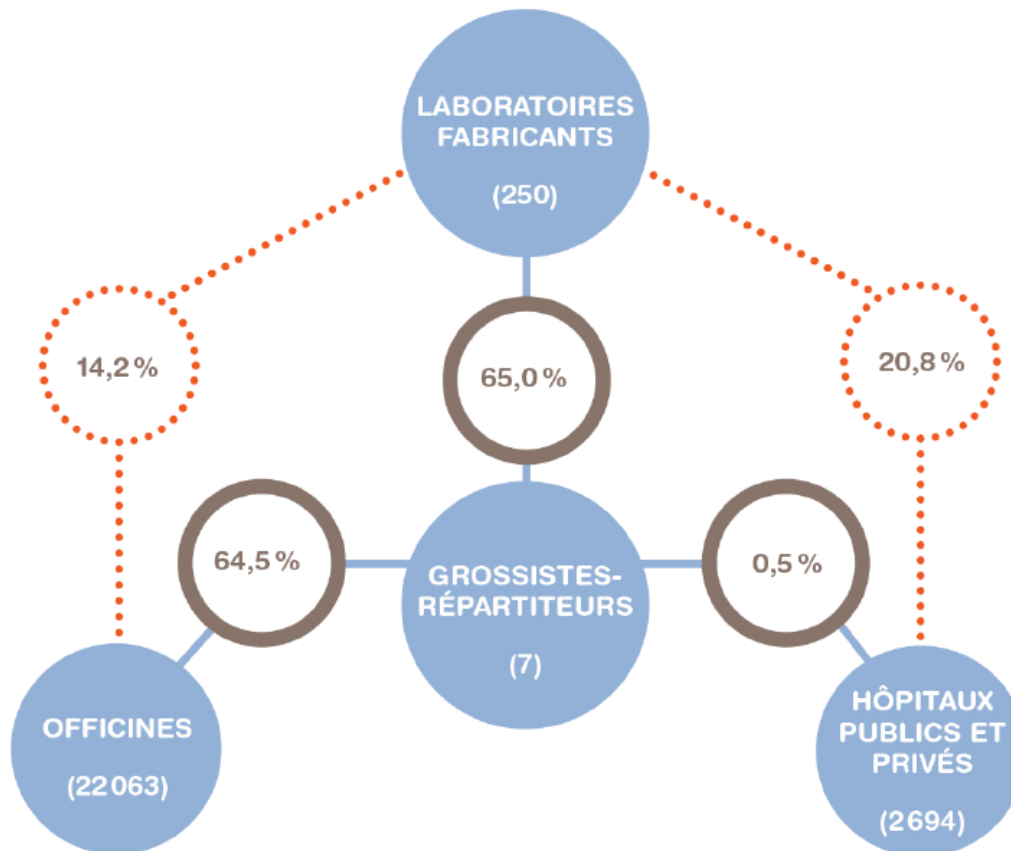 LABORATOIRES
FABRICANTS
(250)
14,2 %
65,0 %
20,8 %
64,5 %
GROSSISTES-
RÉPARTITEURS
(7)
0,5 %
OFFICINES
(22 063)
HÔPITAUX
PUBLICS ET
PRIVÉS
(2 694)